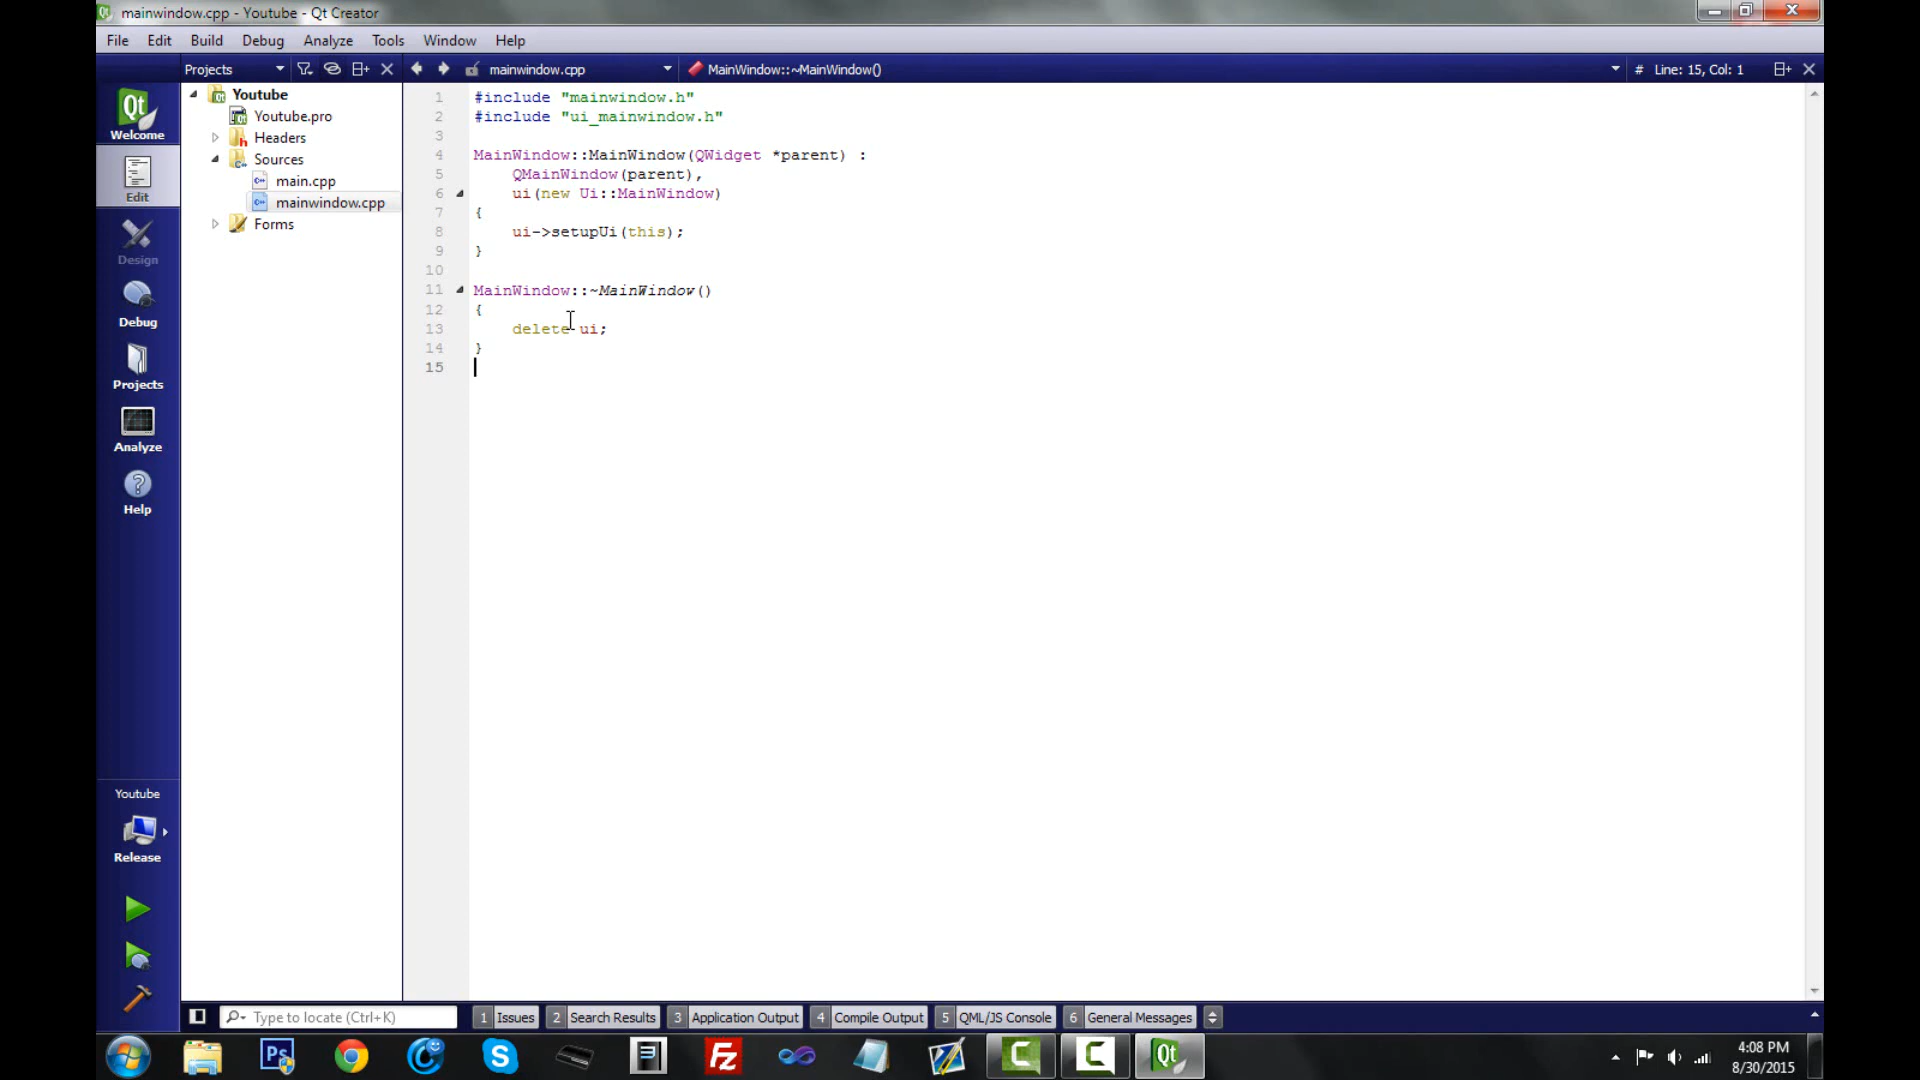 mainwindow.cpp - Youtube - Qt Creator
File Edit Build Debug Analyze Tools Window Help
Projects mainwindow.cpp MainWindow::~MainWindow() # Line: 15, Col: 1
Qt
Welcome
Edit
Design
Debug
Projects
Analyze
Help
Youtube
Release
Youtube
Youtube.pro
Headers
Sources
main.cpp
mainwindow.cpp
Forms
1 #include "mainwindow.h"
2 #include "ui_mainwindow.h"
3
4 MainWindow::MainWindow(QWidget *parent) :
5 QMainWindow(parent),
6 ui(new Ui::MainWindow)
7 {
8 ui->setupUi(this);
9 }
10
11 MainWindow::~MainWindow()
12 {
13 delete ui;
14 }
15
Type to locate (Ctrl+K) 1 Issues 2 Search Results 3 Application Output 4 Compile Output 5 QML/JS Console 6 General Messages
Ps S P Fz C C Qt
4:08 PM
8/30/2015